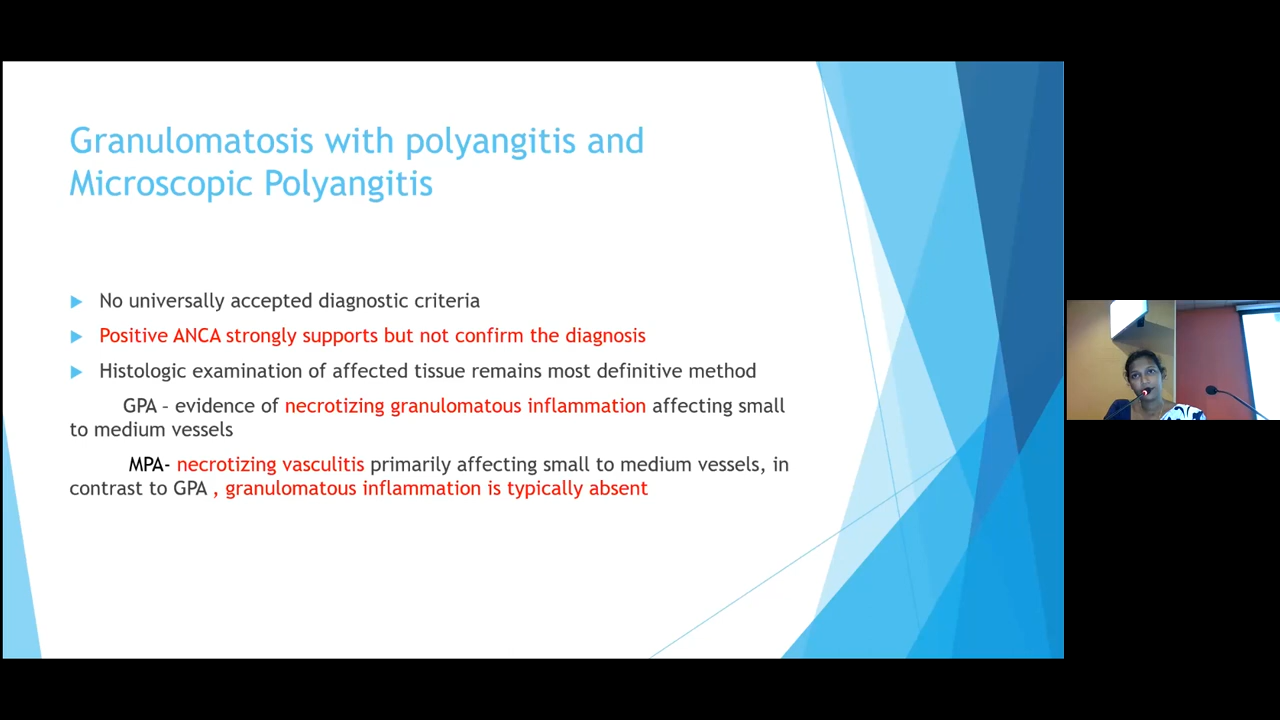 Granulomatosis with polyangitis and
Microscopic Polyangitis
No universally accepted diagnostic criteria
Positive ANCA strongly supports but not confirm the diagnosis
Histologic examination of affected tissue remains most definitive method
GPA – evidence of necrotizing granulomatous inflammation affecting small
to medium vessels
MPA- necrotizing vasculitis primarily affecting small to medium vessels, in
contrast to GPA , granulomatous inflammation is typically absent